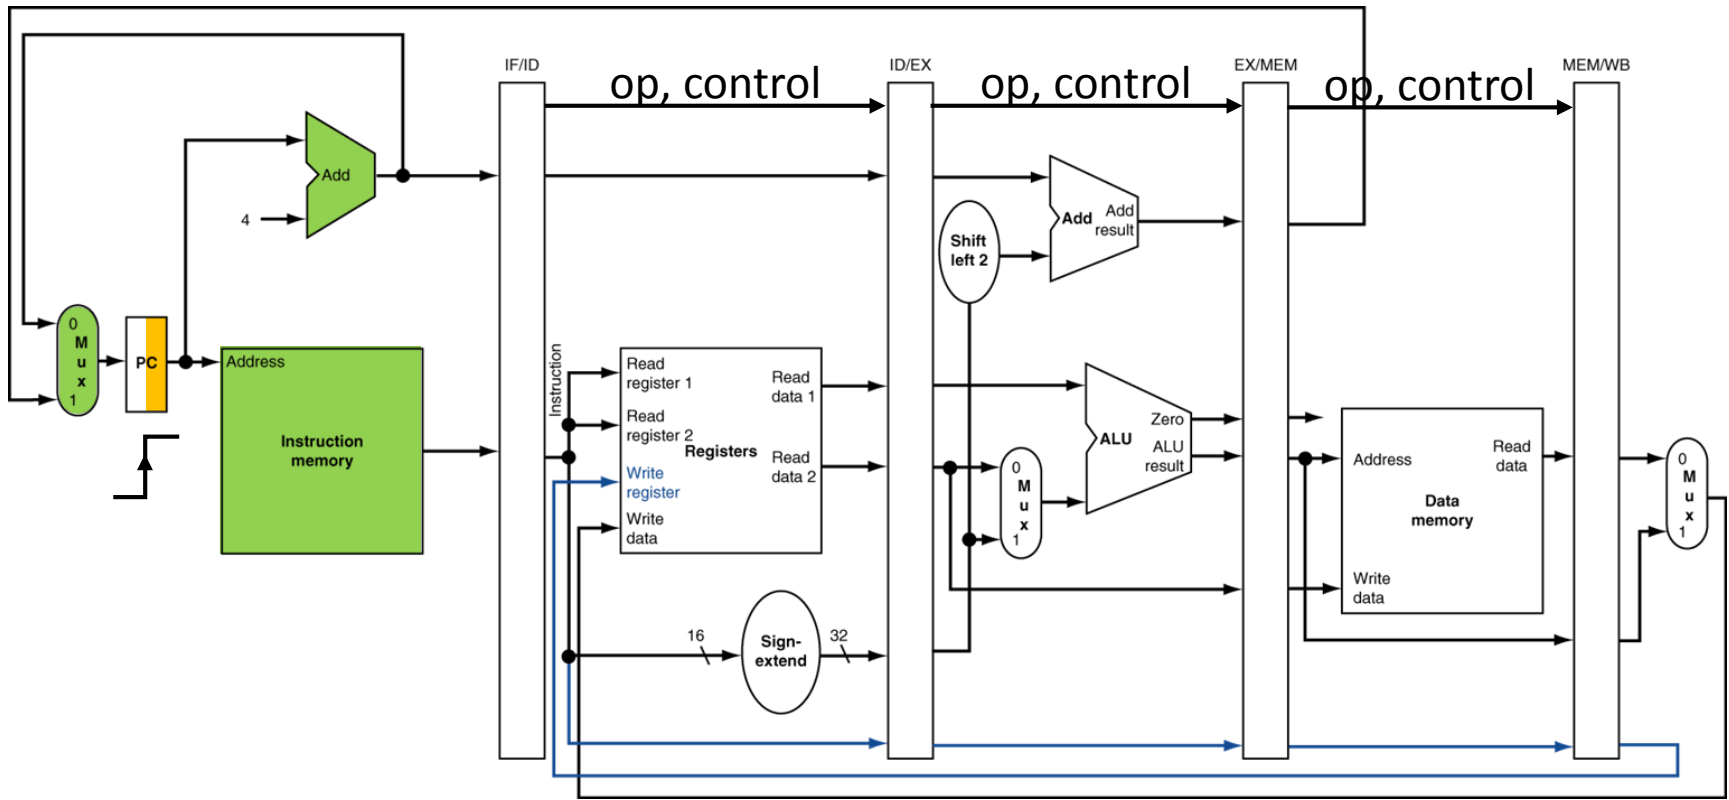 IF/ID
ID/EX
EX/MEM
MEM/WB
op, control
op, control
op, control
Add
4
Add
Add
result
Shift
left 2
0
M
u
x
1
PC
Address
Instruction
memory
Instruction
Read
register 1
Read
register 2
Write
register
Write
data
Registers
Read
data 1
Read
data 2
0
M
u
x
1
ALU
Zero
ALU
result
Address
Read
data
Data
memory
Write
data
0
M
u
x
1
16
Sign-
extend
32